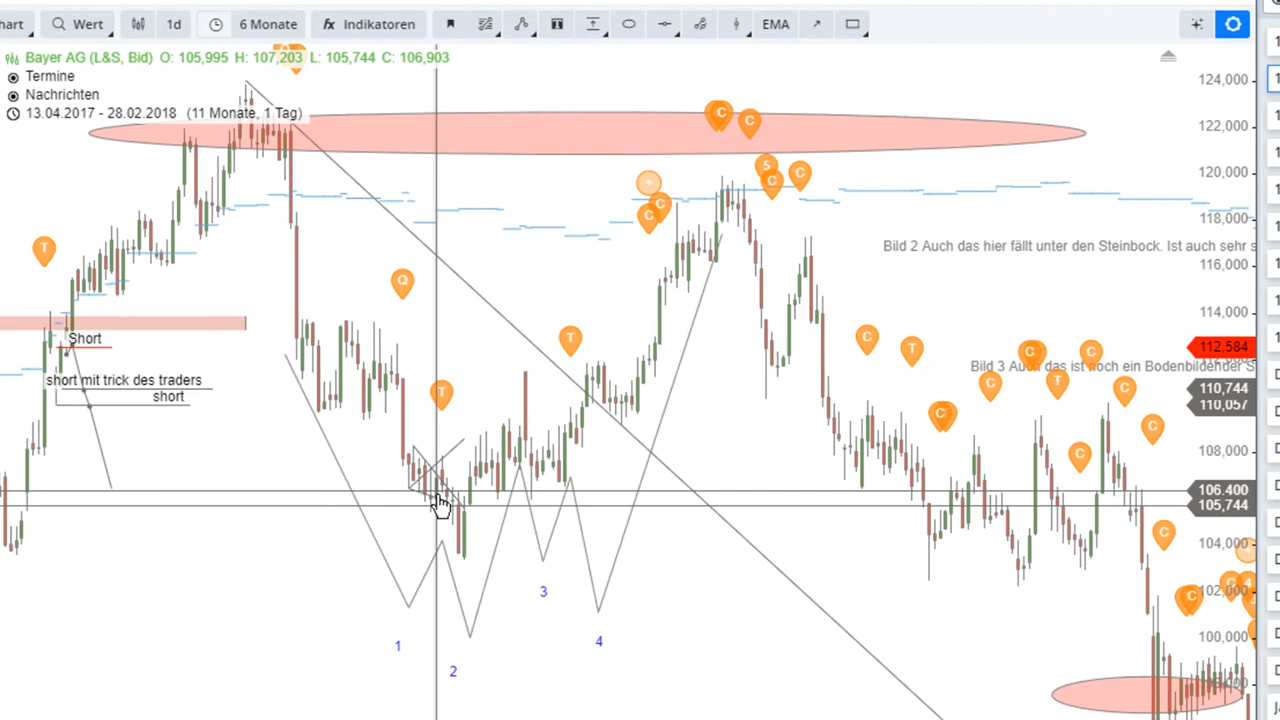 hart Wert 1d 6 Monate fx Indikatoren EMA
Bayer AG (L&S, Bid) O: 105,995 H: 107,203 L: 105,744 C: 106,903
Termine
Nachrichten
13.04.2017 - 28.02.2018 (11 Monate, 1 Tag)
124,000
122,000
120,000
118,000
116,000
114,000
112,584
110,744
110,057
108,000
106.400
105,744
104,000
102,000
100,000
Bild 2 Auch das hier fällt unter den Steinbock. Ist auch sehr s
Bild 3 Auch das ist noch ein Bodenbildender S
Short
short mit trick des traders
short
T
Q
T
T
C
C
C
C
5
C
C
C
T
C
C
C
T
C
C
C
C
C
1
2
3
4